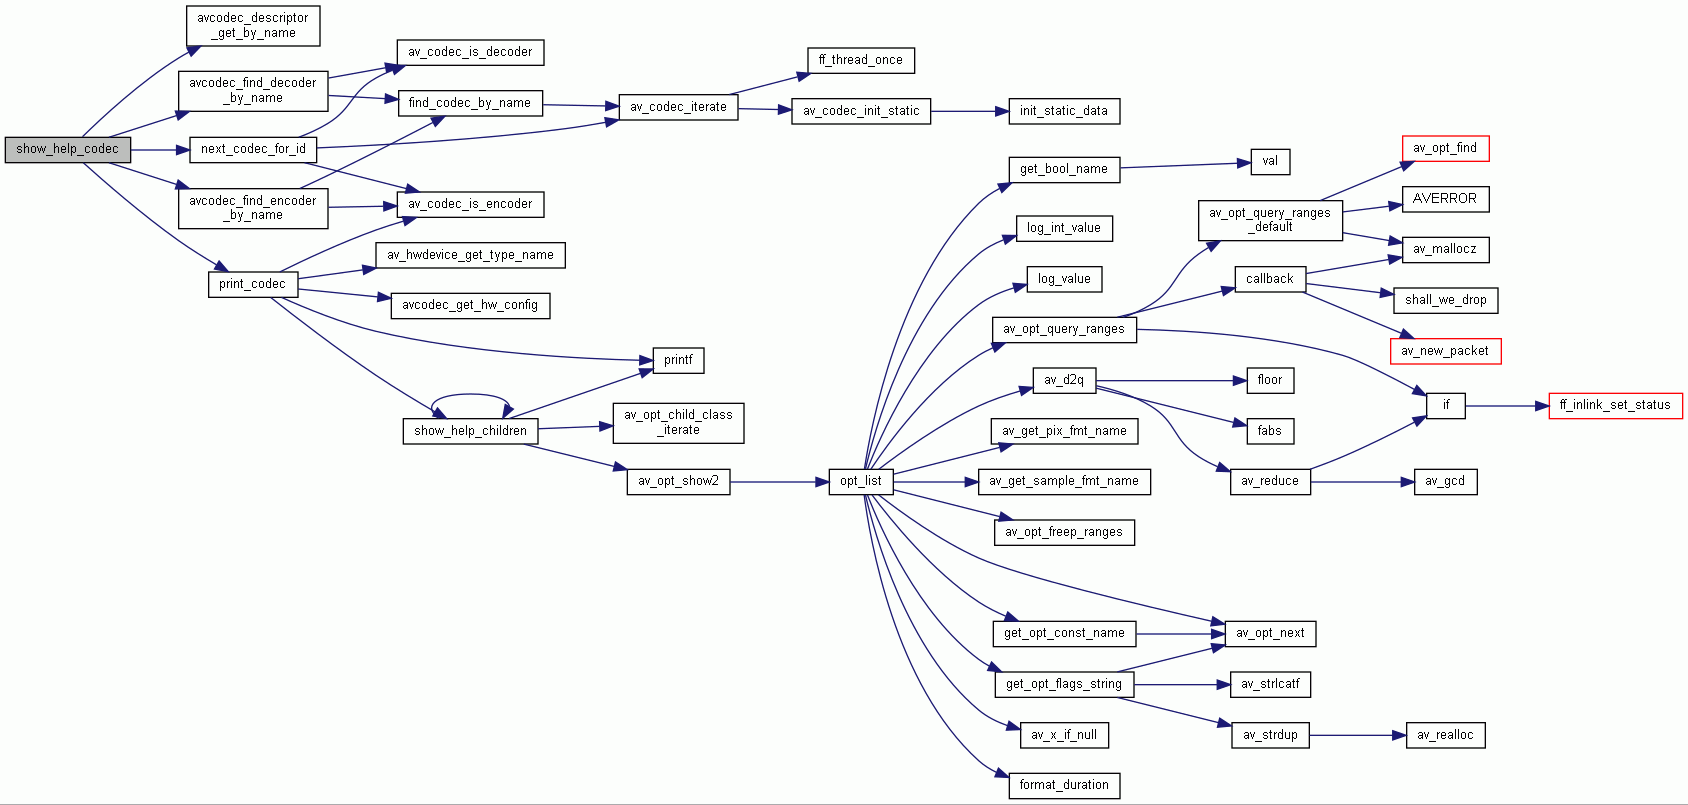 avcodec_descriptor
_get_by_name
av_codec_is_decoder
ff_thread_once
avcodec_find_decoder
_by_name
find_codec_by_name
av_codec_iterate
av_codec_init_static
init_static_data
show_help_codec
next_codec_for_id
av_opt_find
get_bool_name
val
avcodec_find_encoder
_by_name
av_codec_is_encoder
av_opt_query_ranges
_default
AVERROR
log_int_value
av_hwdevice_get_type_name
av_mallocz
print_codec
log_value
callback
avcodec_get_hw_config
shall_we_drop
av_opt_query_ranges
printf
av_new_packet
av_d2q
floor
av_opt_child_class
_iterate
if
ff_inlink_set_status
show_help_children
av_get_pix_fmt_name
fabs
av_opt_show2
opt_list
av_get_sample_fmt_name
av_reduce
av_gcd
av_opt_freep_ranges
get_opt_const_name
av_opt_next
get_opt_flags_string
av_strlcatf
av_x_if_null
av_strdup
av_realloc
format_duration